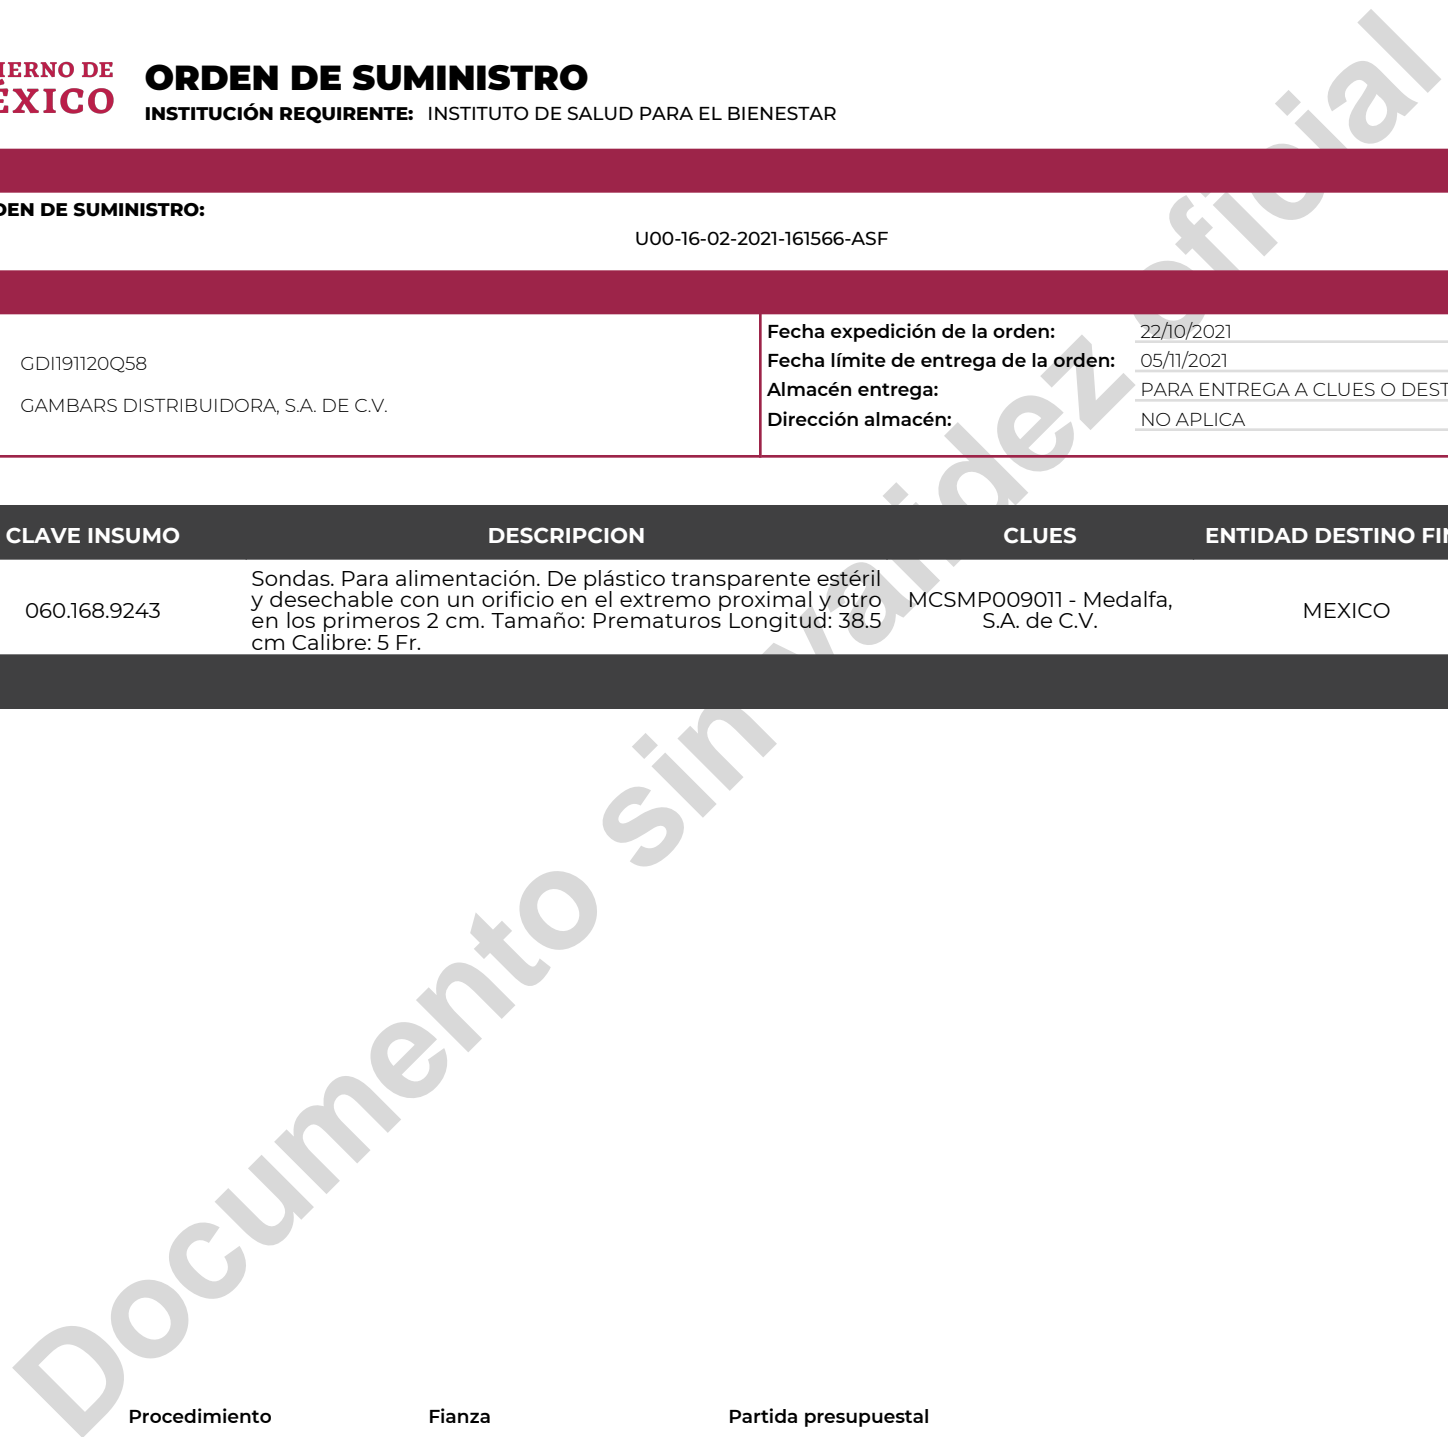 IERNO DE
ÉXICO
ORDEN DE SUMINISTRO
INSTITUCIÓN REQUIRENTE: INSTITUTO DE SALUD PARA EL BIENESTAR
DEN DE SUMINISTRO:
U00-16-02-2021-161566-ASF
GDI191120Q58
GAMBARS DISTRIBUIDORA, S.A. DE C.V.
Fecha expedición de la orden: 22/10/2021
Fecha límite de entrega de la orden: 05/11/2021
Almacén entrega: PARA ENTREGA A CLUES O DEST
Dirección almacén: NO APLICA
CLAVE INSUMO DESCRIPCION CLUES ENTIDAD DESTINO FIN
060.168.9243
Sondas. Para alimentación. De plástico transparente estéril
y desechable con un orificio en el extremo proximal y otro
en los primeros 2 cm. Tamaño: Prematuros Longitud: 38.5
cm Calibre: 5 Fr.
MCSMP009011 - Medalfa,
S.A. de C.V.
MEXICO
Documento sin validez oficial
Procedimiento Fianza Partida presupuestal